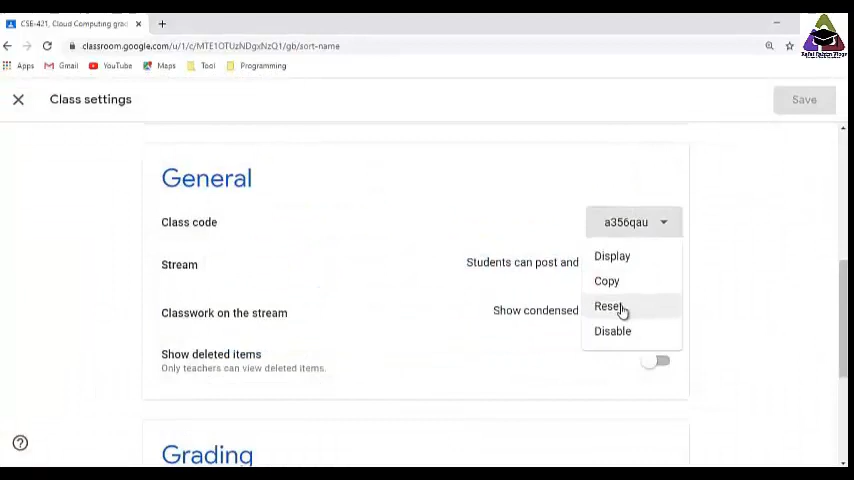 CSE-421, Cloud Computing grad
classroom.google.com/u/1/c/MTE1OTUzNDgxNzQ1/gb/sort-name
Apps
Gmail
YouTube
Maps
Tool
Programming
Class settings
Save
General
Class code
a356qau
Display
Stream
Students can post and
Copy
Reset
Classwork on the stream
Show condensed
Disable
Show deleted items
Only teachers can view deleted items.
Grading